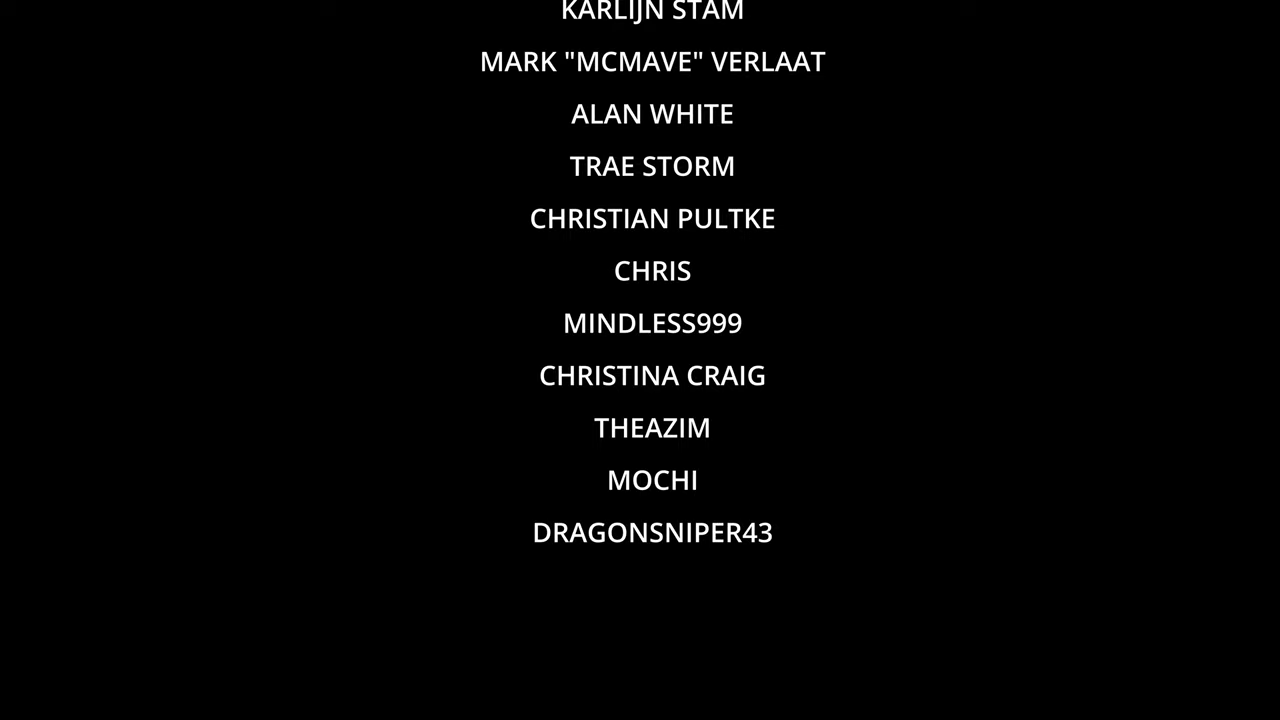 KARLIJN STAM
MARK "MCMAVE" VERLAAT
ALAN WHITE
TRAE STORM
CHRISTIAN PULTKE
CHRIS
MINDLESS999
CHRISTINA CRAIG
THEAZIM
MOCHI
DRAGONSNIPER43